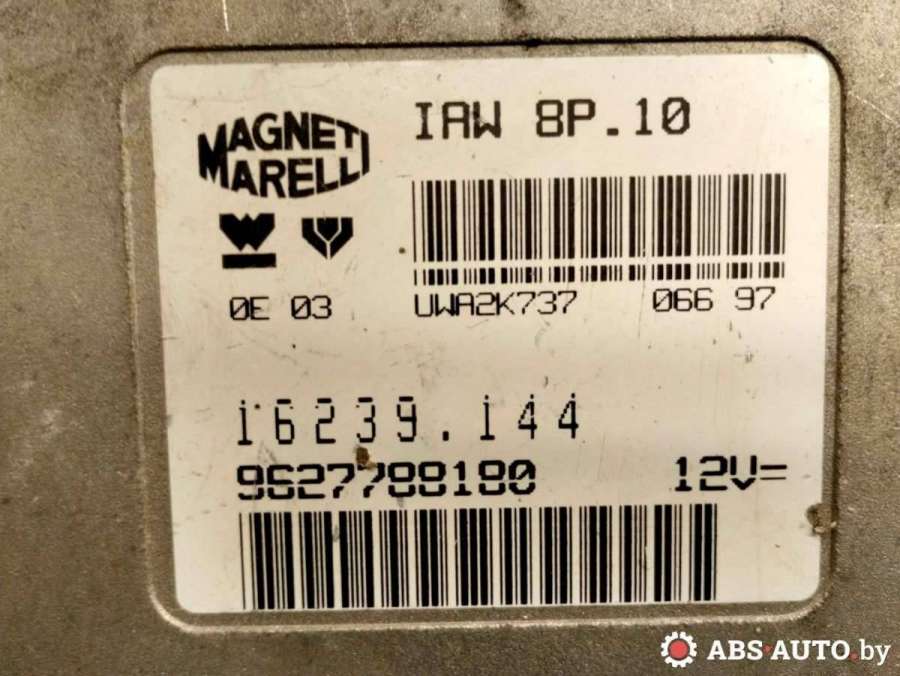 MAGNETI
MARELLI
IAW 8P.10
0E 03
UWA2K737 066 97
16239.144
9627788180 12V=
ABS-AUTO.by